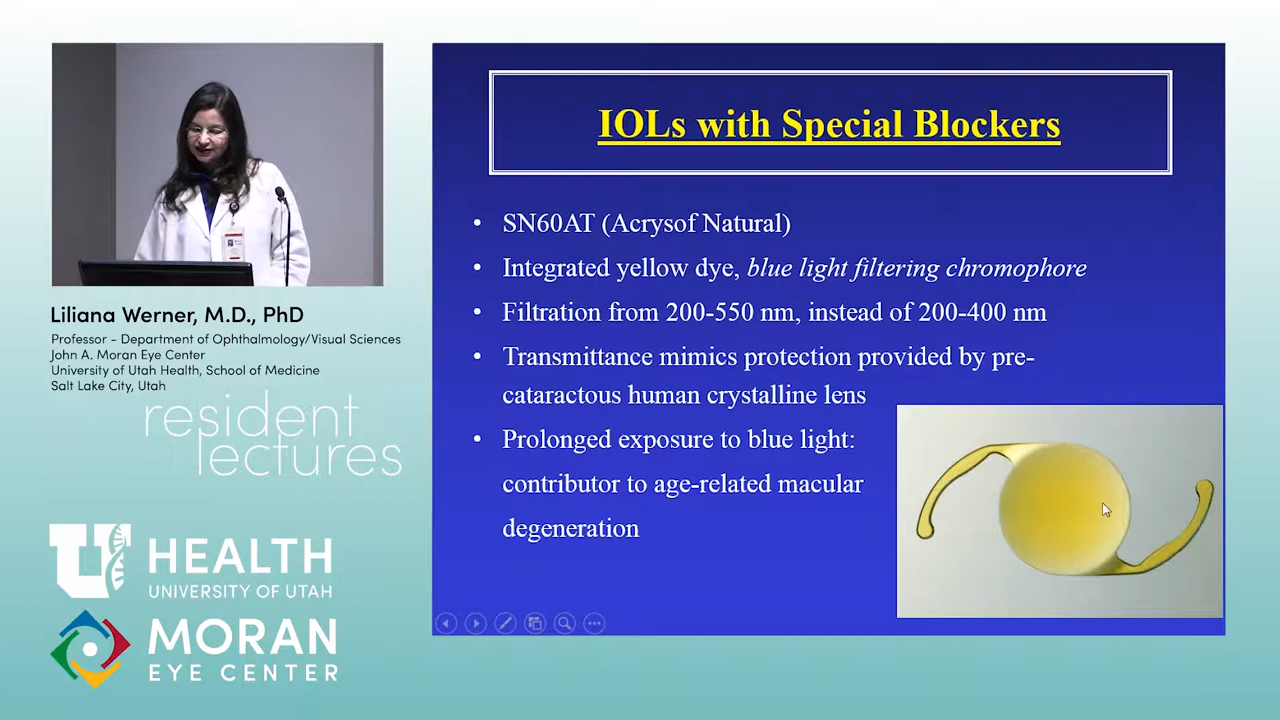 Liliana Werner, M.D., PhD
Professor - Department of Ophthalmology/Visual Sciences
John A. Moran Eye Center
University of Utah Health, School of Medicine
Salt Lake City, Utah
resident
lectures
U HEALTH
UNIVERSITY OF UTAH
MORAN
EYE CENTER
IOLs with Special Blockers
• SN60AT (Acrysof Natural)
• Integrated yellow dye, blue light filtering chromophore
• Filtration from 200-550 nm, instead of 200-400 nm
• Transmittance mimics protection provided by pre-
cataractous human crystalline lens
• Prolonged exposure to blue light:
contributor to age-related macular
degeneration